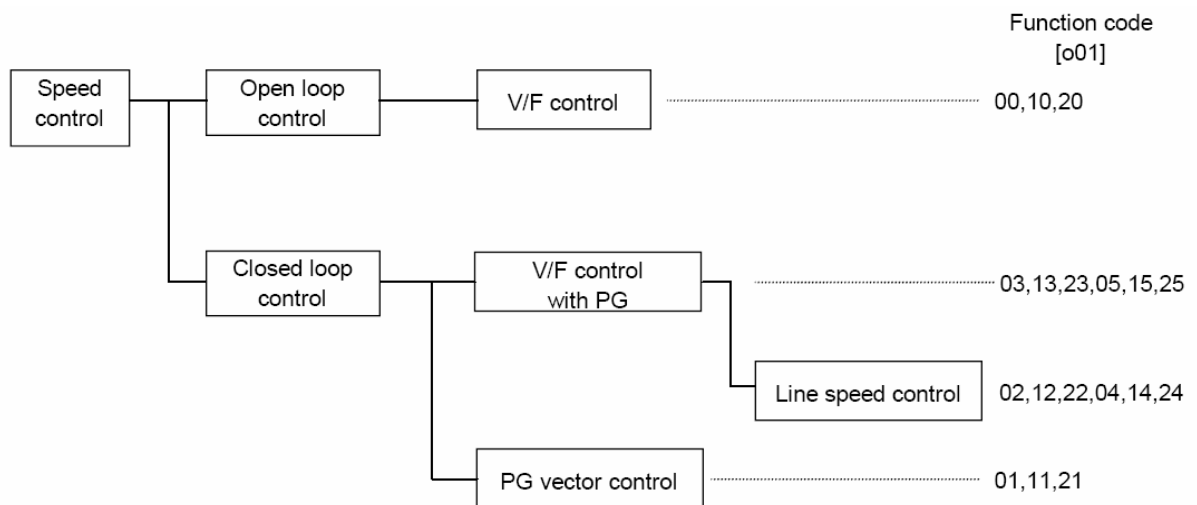 Function code
[o01]
Speed
control
Open loop
control
V/F control
00,10,20
Closed loop
control
V/F control
with PG
03,13,23,05,15,25
Line speed control
02,12,22,04,14,24
PG vector control
01,11,21